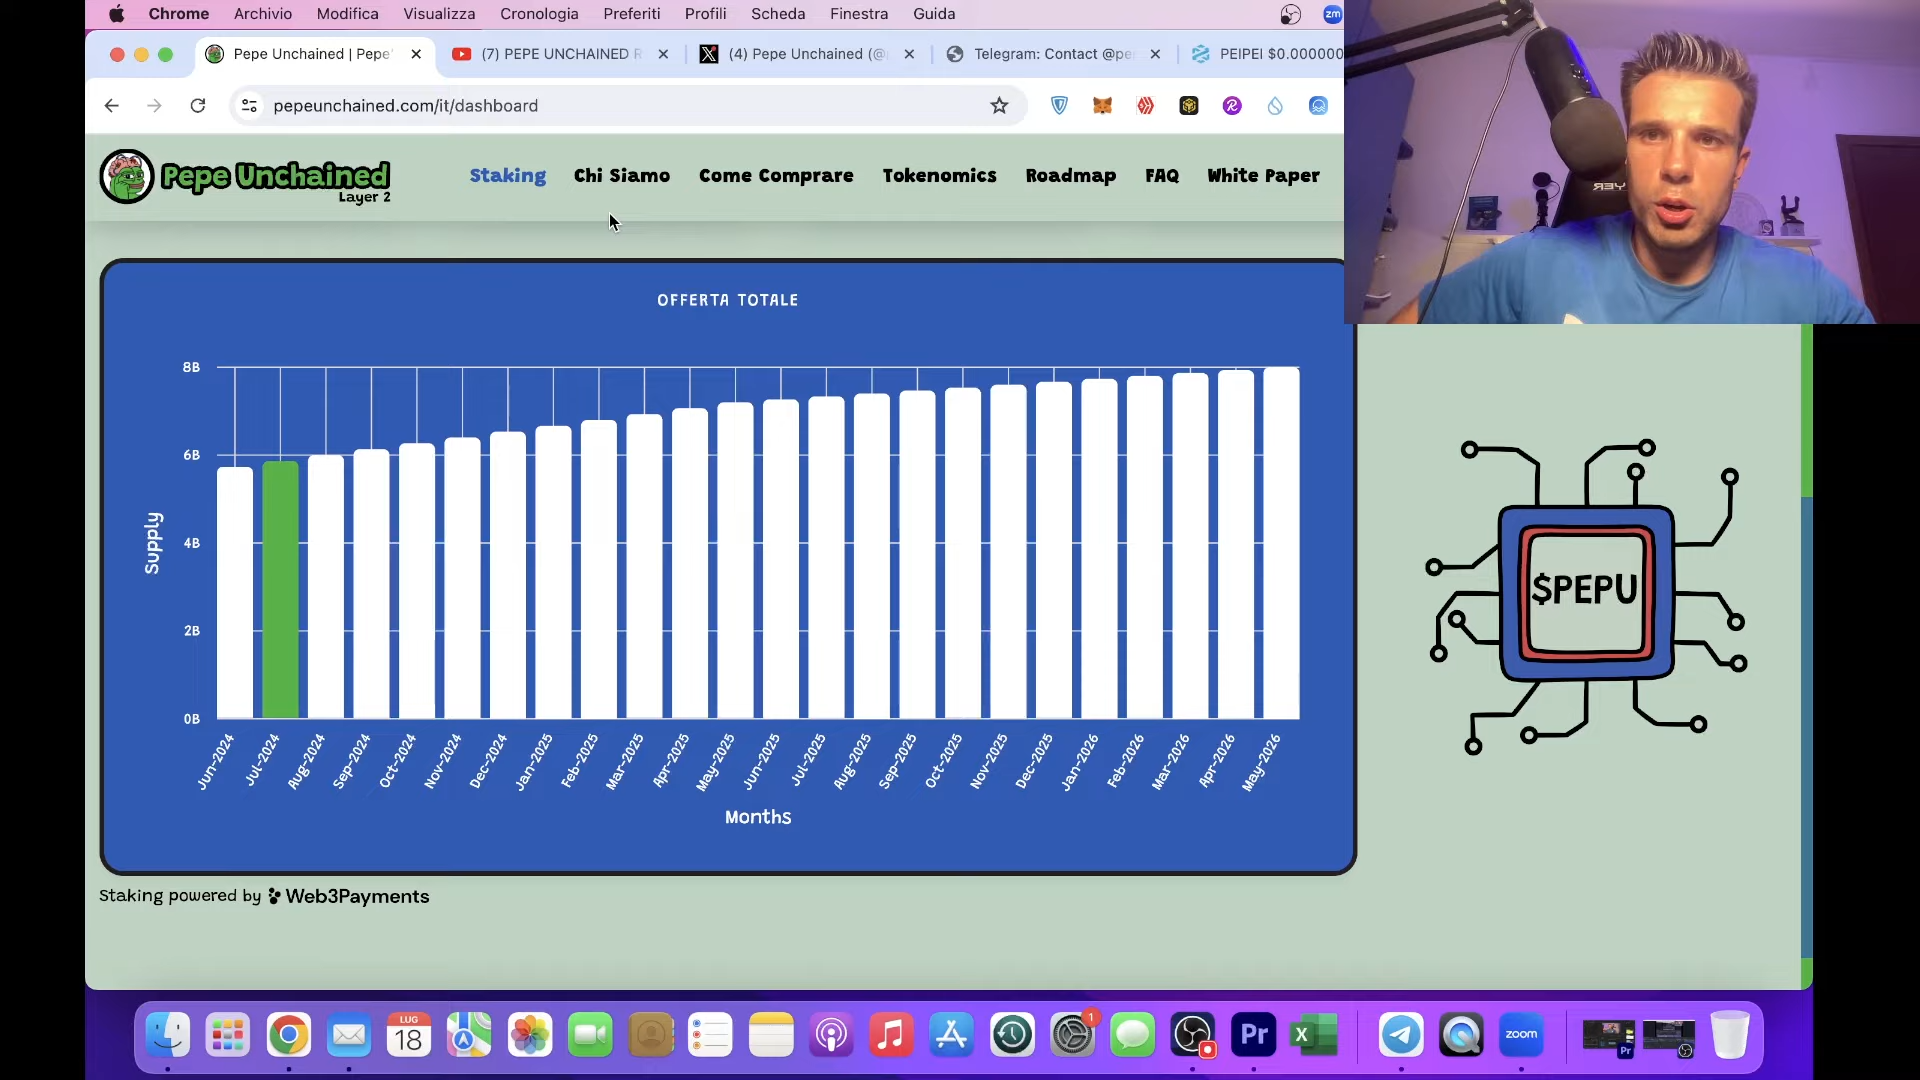 Chrome Archivio Modifica Visualizza Cronologia Preferiti Profili Scheda Finestra Guida zm
Pepe Unchained | Pepe' (7) PEPE UNCHAINED R (4) Pepe Unchained (@ Telegram: Contact @pe PEIPEI $0.000000
pepeunchained.com/it/dashboard
Pepe Unchained
Layer 2
Staking Chi Siamo Come Comprare Tokenomics Roadmap FAQ White Paper
OFFERTA TOTALE
8B
6B
4B
2B
0B
Supply
Jun-2024 Jul-2024 Aug-2024 Sep-2024 Oct-2024 Nov-2024 Dec-2024 Jan-2025 Feb-2025 Mar-2025 Apr-2025 May-2025 Jun-2025 Jul-2025 Aug-2025 Sep-2025 Oct-2025 Nov-2025 Dec-2025 Jan-2026 Feb-2026 Mar-2026 Apr-2026 May-2026
Months
$PEPU
Staking powered by Web3Payments
LUG
18
1
Pr
X
zoom
Pr